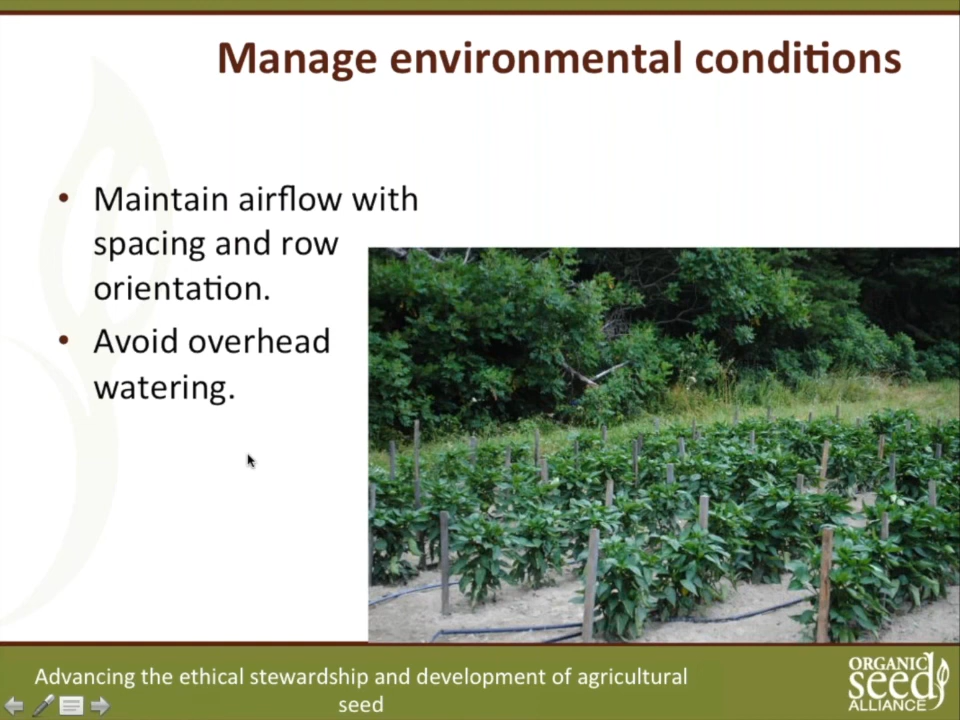 Manage environmental conditions
• Maintain airflow with
spacing and row
orientation.
• Avoid overhead
watering.
Advancing the ethical stewardship and development of agricultural
seed
ORGANIC
seed
ALLIANCE